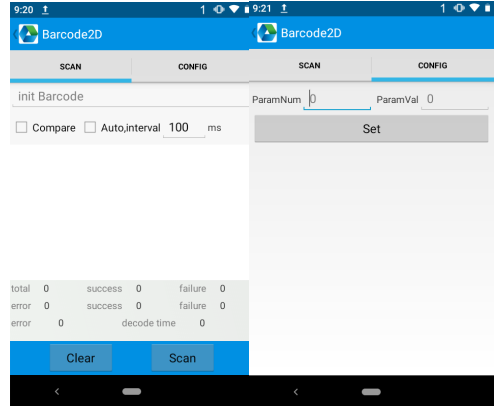 9:20 1
Barcode2D
SCAN CONFIG
init Barcode
Compare Auto,interval 100 ms
total 0 success 0 failure 0
error 0 success 0 failure 0
error 0 decode time 0
Clear Scan
9:21 1
Barcode2D
SCAN CONFIG
ParamNum 0 ParamVal 0
Set